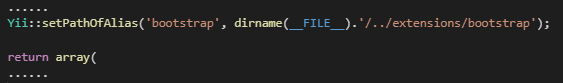 ......
Yii::setPathOfAlias('bootstrap', dirname(__FILE__).'/../extensions/bootstrap');
return array(
......